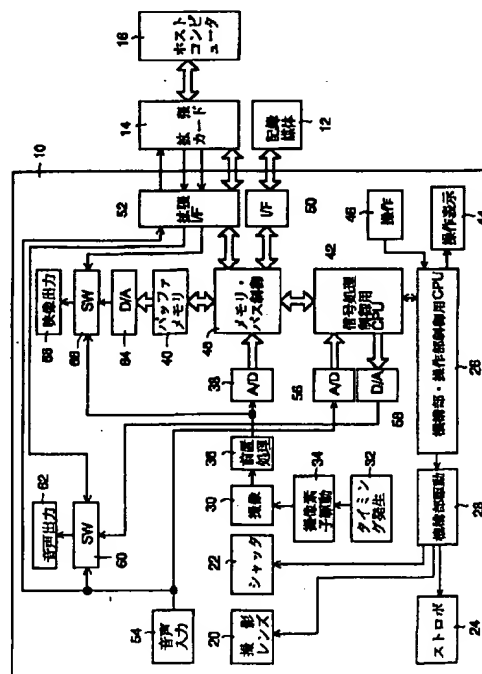 16
ホスト
コンピ
ュータ
14
拡張
カード
記録
媒体
12
10
52
拡張I/F
I/F
50
操作
46
操作表示
44
68
映像出力
SW
66
D/A
64
バッファ
メモリ
40
メモリ・
バス制御
48
42
信号処理
制御用
CPU
A/D
38
56
A/D
D/A
58
機構部・操作部制御用CPU
26
62
音声出力
SW
60
36
前置
処理
30
撮像
34
撮像素
子駆動
32
タイミン
グ発生
機構部駆動
28
22
シャッタ
54
音声
入力
20
撮影
レンズ
ストロボ
24